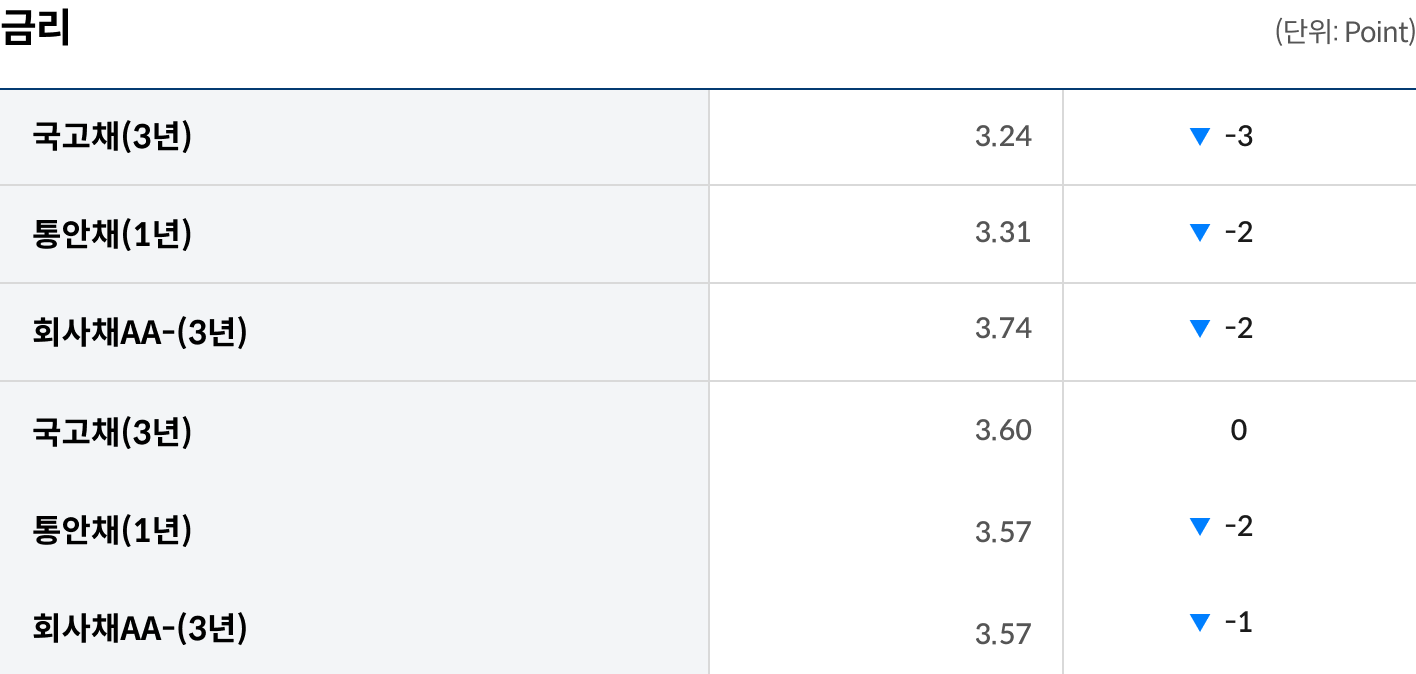 금리 (단위: Point)
국고채(3년) 3.24 ▼ -3
통안채(1년) 3.31 ▼ -2
회사채AA-(3년) 3.74 ▼ -2
국고채(3년) 3.60 0
통안채(1년) 3.57 ▼ -2
회사채AA-(3년) 3.57 ▼ -1